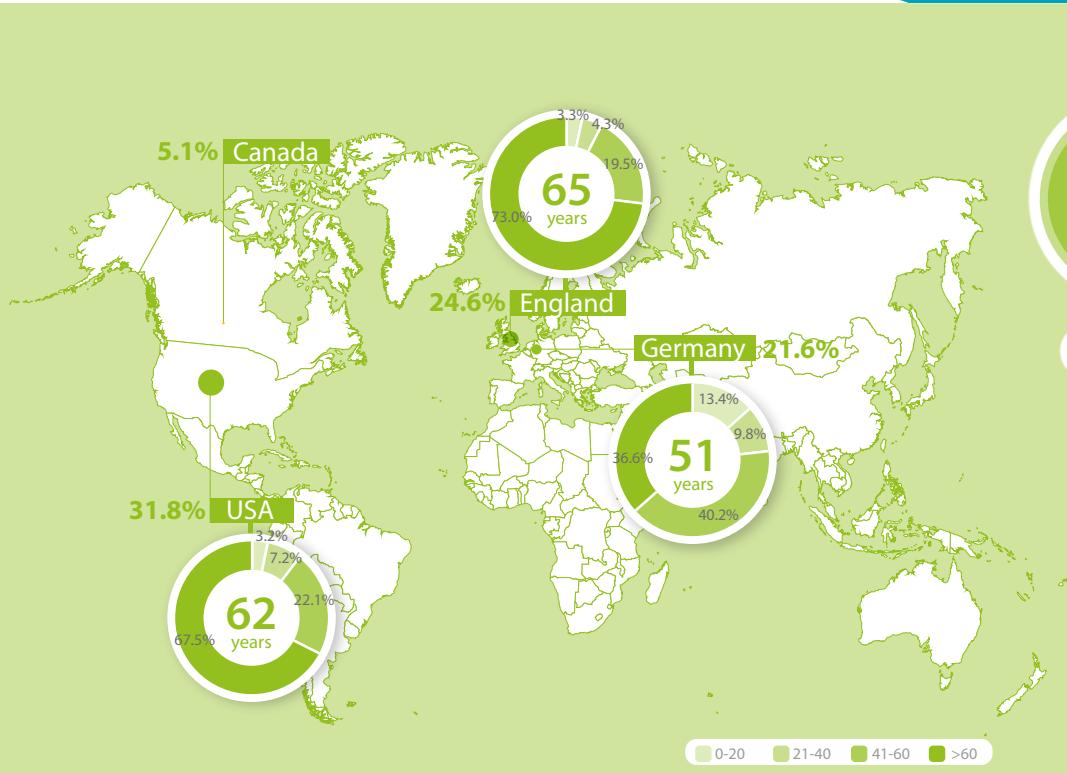 5.1% Canada
3.3%
4.3%
19.5%
73.0%
65
years
24.6% England
Germany 21.6%
13.4%
9.8%
36.6%
40.2%
51
years
31.8% USA
3.2%
7.2%
22.1%
67.5%
62
years
0-20 21-40 41-60 >60